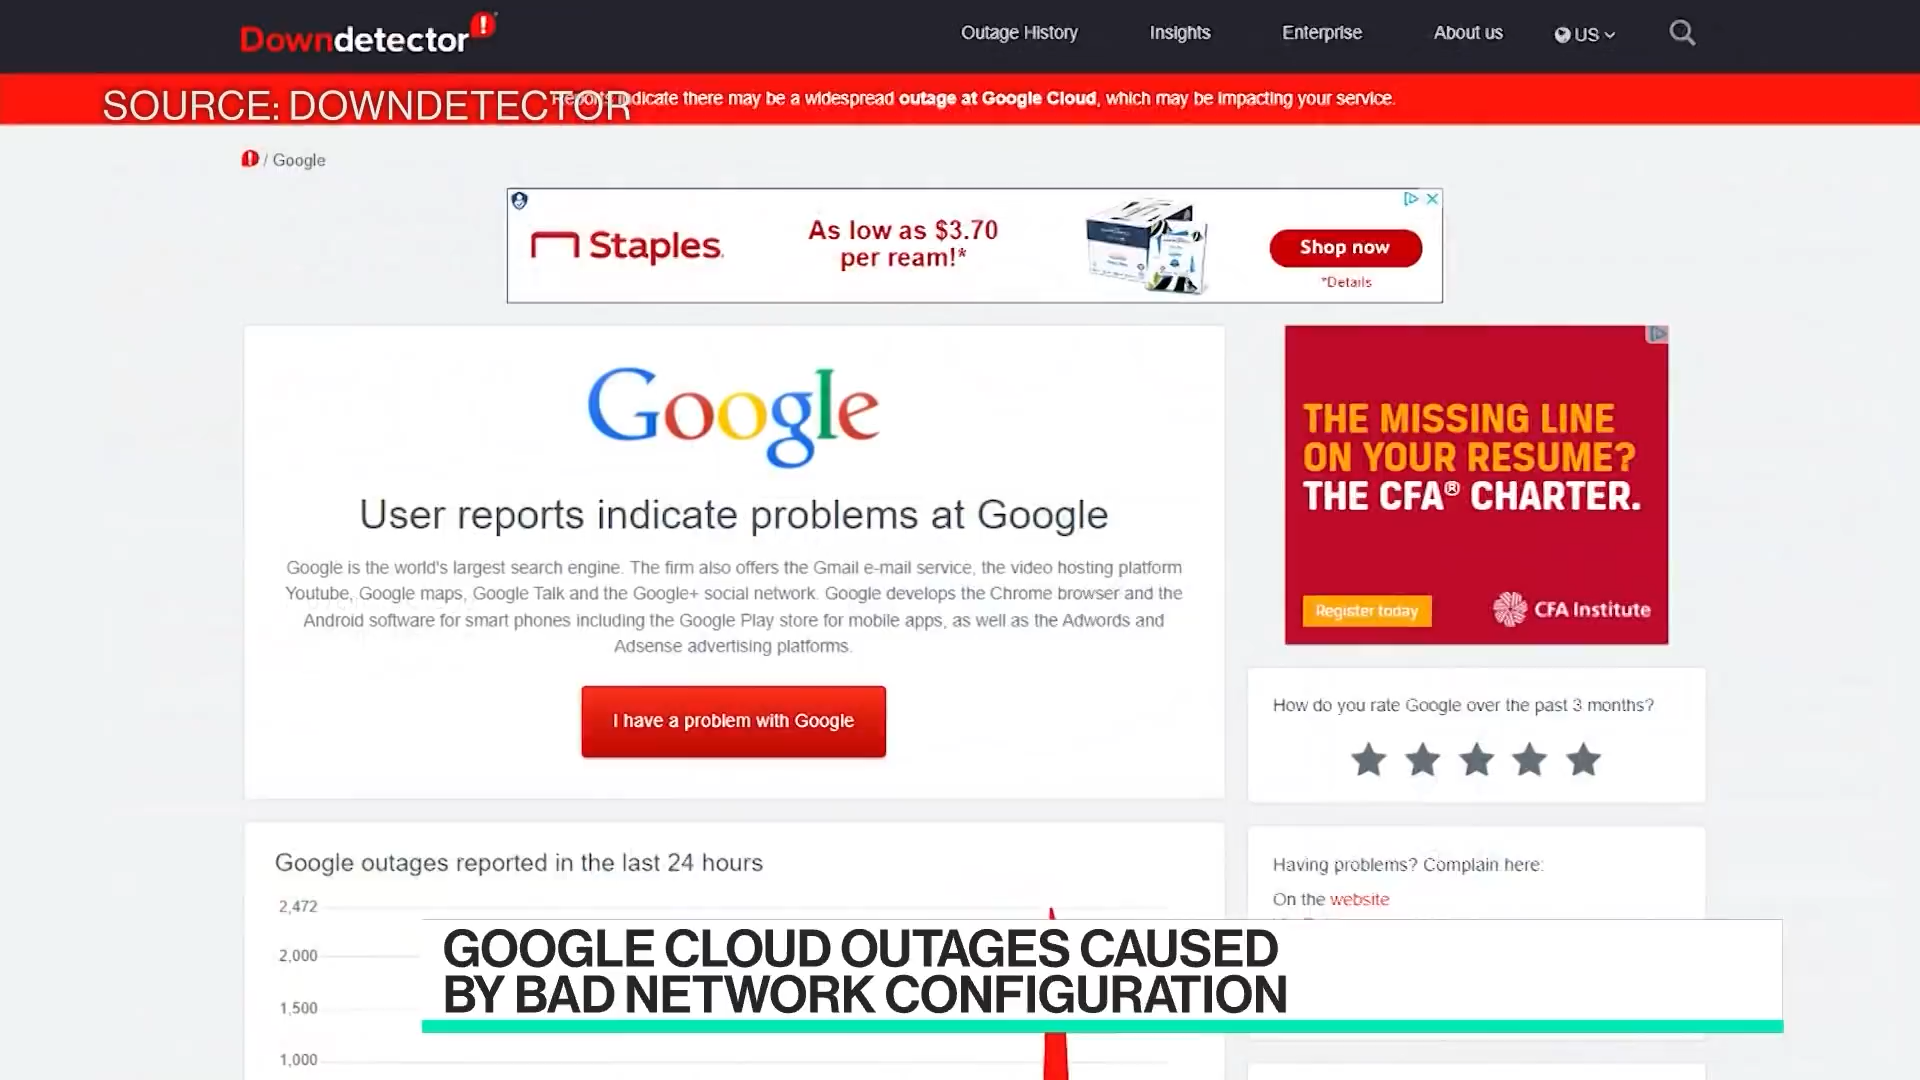 Downdetector
Outage History
Insights
Enterprise
About us
US
SOURCE: DOWNDETECTOR
Reports indicate there may be a widespread outage at Google Cloud, which may be impacting your service.
/ Google
Staples.
As low as $3.70
per ream!*
Shop now
*Details
Google
User reports indicate problems at Google
Google is the world's largest search engine. The firm also offers the Gmail e-mail service, the video hosting platform
Youtube, Google maps, Google Talk and the Google+ social network. Google develops the Chrome browser and the
Android software for smart phones including the Google Play store for mobile apps, as well as the Adwords and
Adsense advertising platforms.
I have a problem with Google
THE MISSING LINE
ON YOUR RESUME?
THE CFA® CHARTER.
Register today
CFA Institute
How do you rate Google over the past 3 months?
Having problems? Complain here:
On the website
Google outages reported in the last 24 hours
2,472
2,000
1,500
1,000
GOOGLE CLOUD OUTAGES CAUSED
BY BAD NETWORK CONFIGURATION